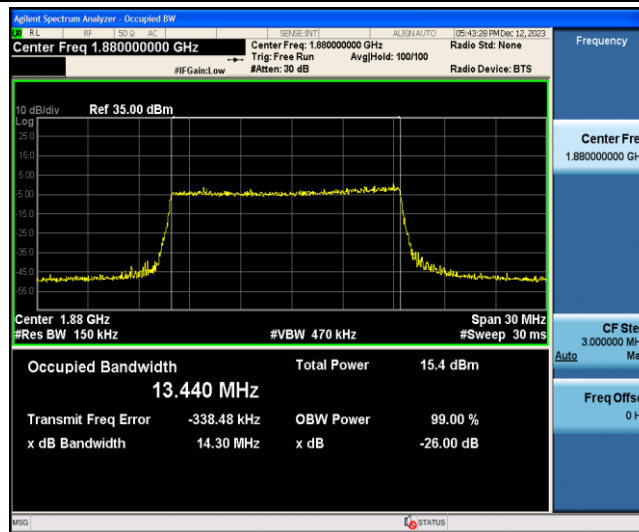 Agilent Spectrum Analyzer - Occupied BW
RL RF 50 Ω AC SENSE:INT ALIGNAUTO 05:43:28 PM Dec 12, 2023
Center Freq 1.880000000 GHz
Center Freq: 1.880000000 GHz Radio Std: None
Trig: Free Run Avg|Hold: 100/100
#IFGain:Low #Atten: 30 dB Radio Device: BTS
10 dB/div Ref 35.00 dBm
Log
25.0
15.0
5.00
-5.00
-15.0
-25.0
-35.0
-45.0
-55.0
Center 1.88 GHz Span 30 MHz
#Res BW 150 kHz #VBW 470 kHz #Sweep 30 ms
Occupied Bandwidth Total Power 15.4 dBm
13.440 MHz
Transmit Freq Error -338.48 kHz OBW Power 99.00 %
x dB Bandwidth 14.30 MHz x dB -26.00 dB
Frequency
Center Fre
1.880000000 GH
CF Ste
3.000000 MH
Auto Ma
Freq Offs
0 H
MSG STATUS